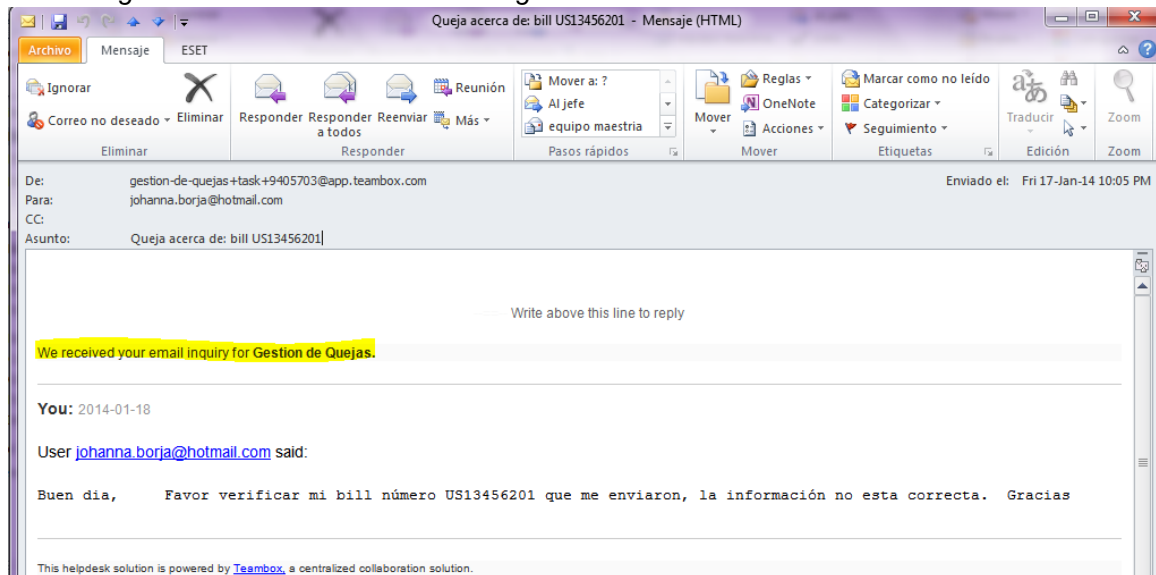 Queja acerca de: bill US13456201 - Mensaje (HTML)
Archivo Mensaje ESET
Ignorar
Correo no deseado
Eliminar
Eliminar
Responder
Responder a todos
Reenviar
Reunión
Más
Responder
Mover a: ?
Al jefe
equipo maestria
Pasos rápidos
Mover
Reglas
OneNote
Acciones
Mover
Marcar como no leído
Categorizar
Seguimiento
Etiquetas
Traducir
Edición
Zoom
Zoom
De: gestion-de-quejas+task+9405703@app.teambox.com Enviado el: Fri 17-Jan-14 10:05 PM
Para: johanna.borja@hotmail.com
CC:
Asunto: Queja acerca de: bill US13456201
Write above this line to reply
We received your email inquiry for Gestion de Quejas.
You: 2014-01-18
User johanna.borja@hotmail.com said:
Buen dia, Favor verificar mi bill número US13456201 que me enviaron, la información no esta correcta. Gracias
This helpdesk solution is powered by Teambox, a centralized collaboration solution.